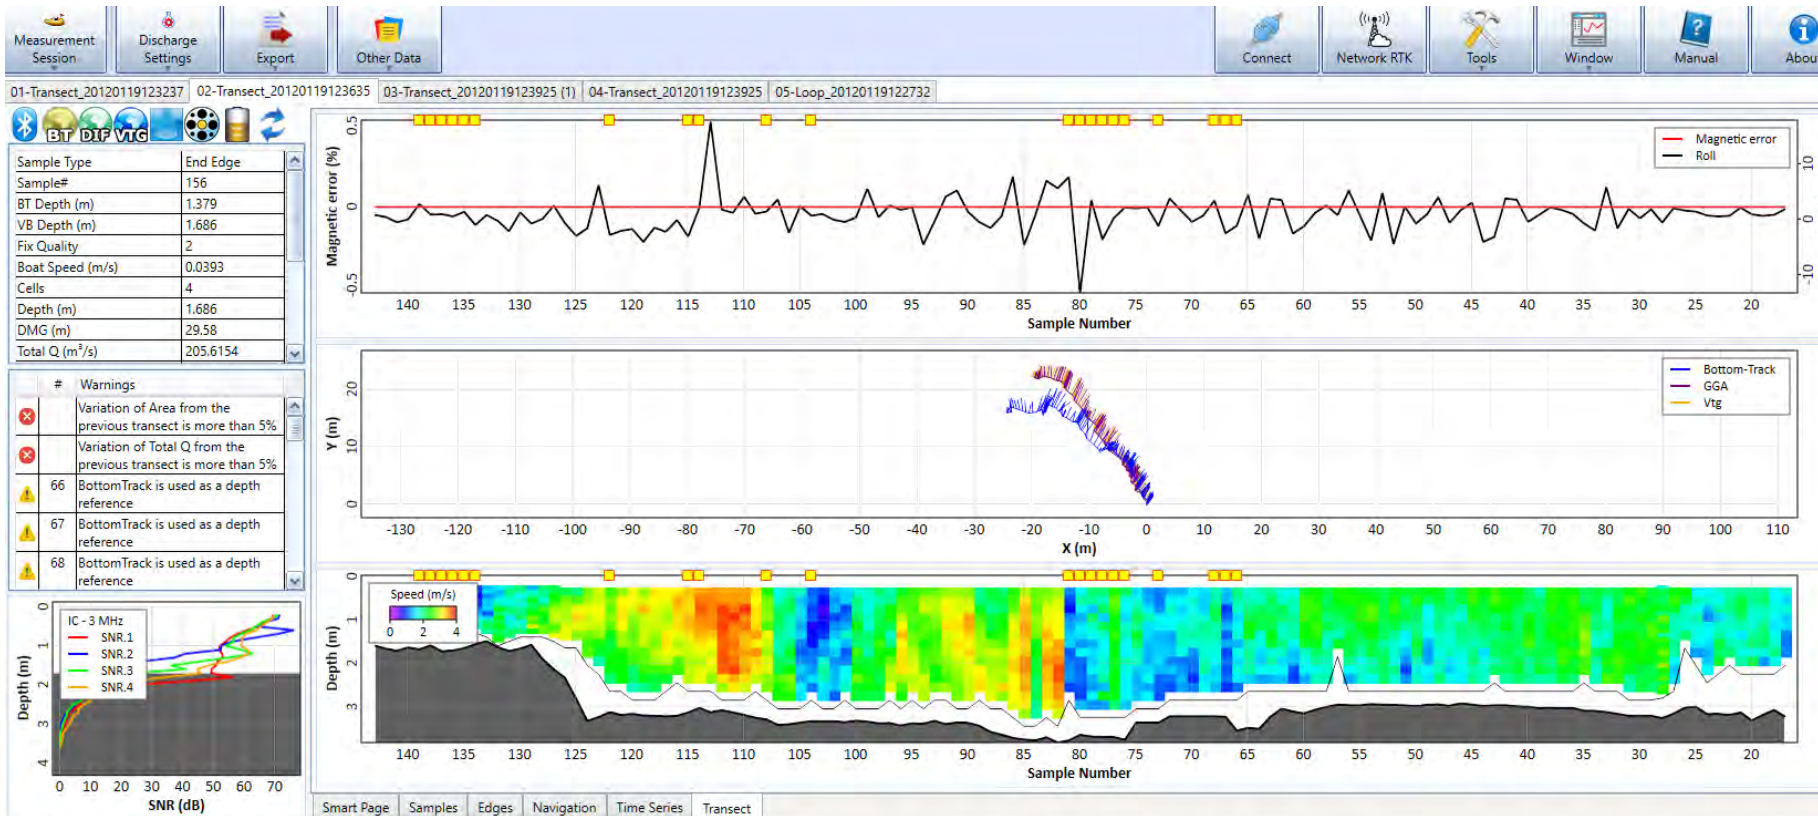 Measurement Session
Discharge Settings
Export
Other Data
Connect
Network RTK
Tools
Window
Manual
About
01-Transect_20120119123237
02-Transect_20120119123635
03-Transect_20120119123925 (1)
04-Transect_20120119123925
05-Loop_20120119122732
BT DIF VTG
Sample Type End Edge
Sample# 156
BT Depth (m) 1.379
VB Depth (m) 1.686
Fix Quality 2
Boat Speed (m/s) 0.0393
Cells 4
Depth (m) 1.686
DMG (m) 29.58
Total Q (m³/s) 205.6154
# Warnings
Variation of Area from the
previous transect is more than 5%
Variation of Total Q from the
previous transect is more than 5%
66 BottomTrack is used as a depth
reference
67 BottomTrack is used as a depth
reference
68 BottomTrack is used as a depth
reference
IC - 3 MHz
SNR.1
SNR.2
SNR.3
SNR.4
Depth (m)
0
1
2
3
4
0 10 20 30 40 50 60 70
SNR (dB)
Magnetic error (%)
0.5
0
-0.5
Magnetic error
Roll
10
0
-10
140 135 130 125 120 115 110 105 100 95 90 85 80 75 70 65 60 55 50 45 40 35 30 25 20
Sample Number
Y (m)
20
10
0
Bottom-Track
GGA
Vtg
-130 -120 -110 -100 -90 -80 -70 -60 -50 -40 -30 -20 -10 0 10 20 30 40 50 60 70 80 90 100 110
X (m)
Depth (m)
0
1
2
3
Speed (m/s)
0 2 4
140 135 130 125 120 115 110 105 100 95 90 85 80 75 70 65 60 55 50 45 40 35 30 25 20
Sample Number
Smart Page
Samples
Edges
Navigation
Time Series
Transect